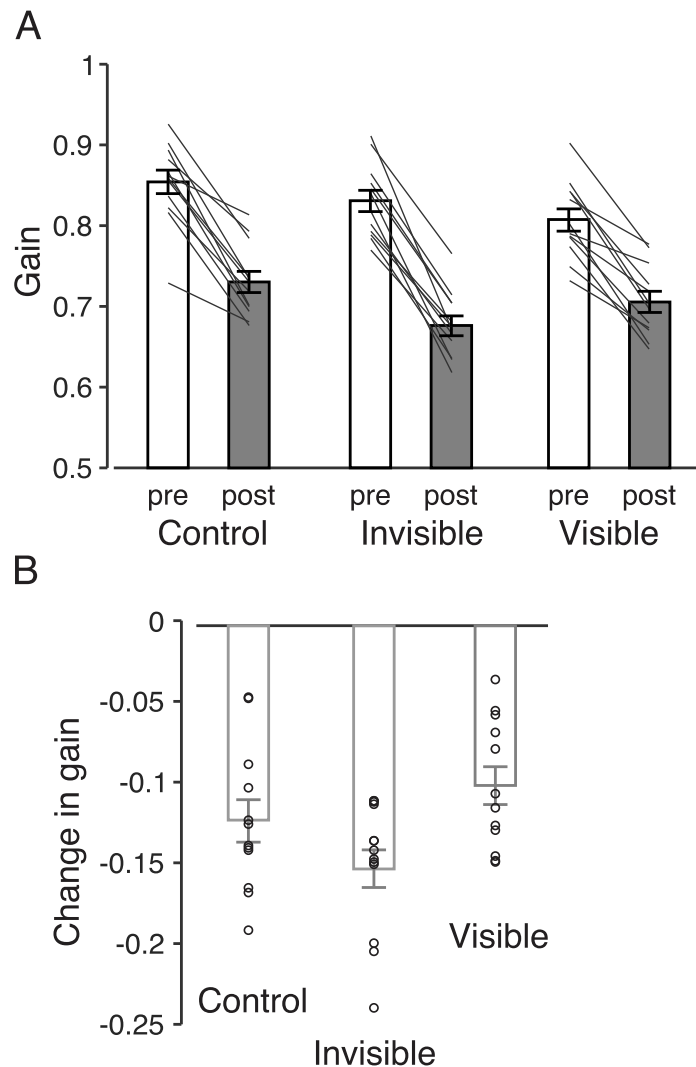 A
1
0.9
0.8
0.7
0.6
0.5
Gain
pre post pre post pre post
Control Invisible Visible
B
0
-0.05
-0.1
-0.15
-0.2
-0.25
Change in gain
Visible
Control
Invisible